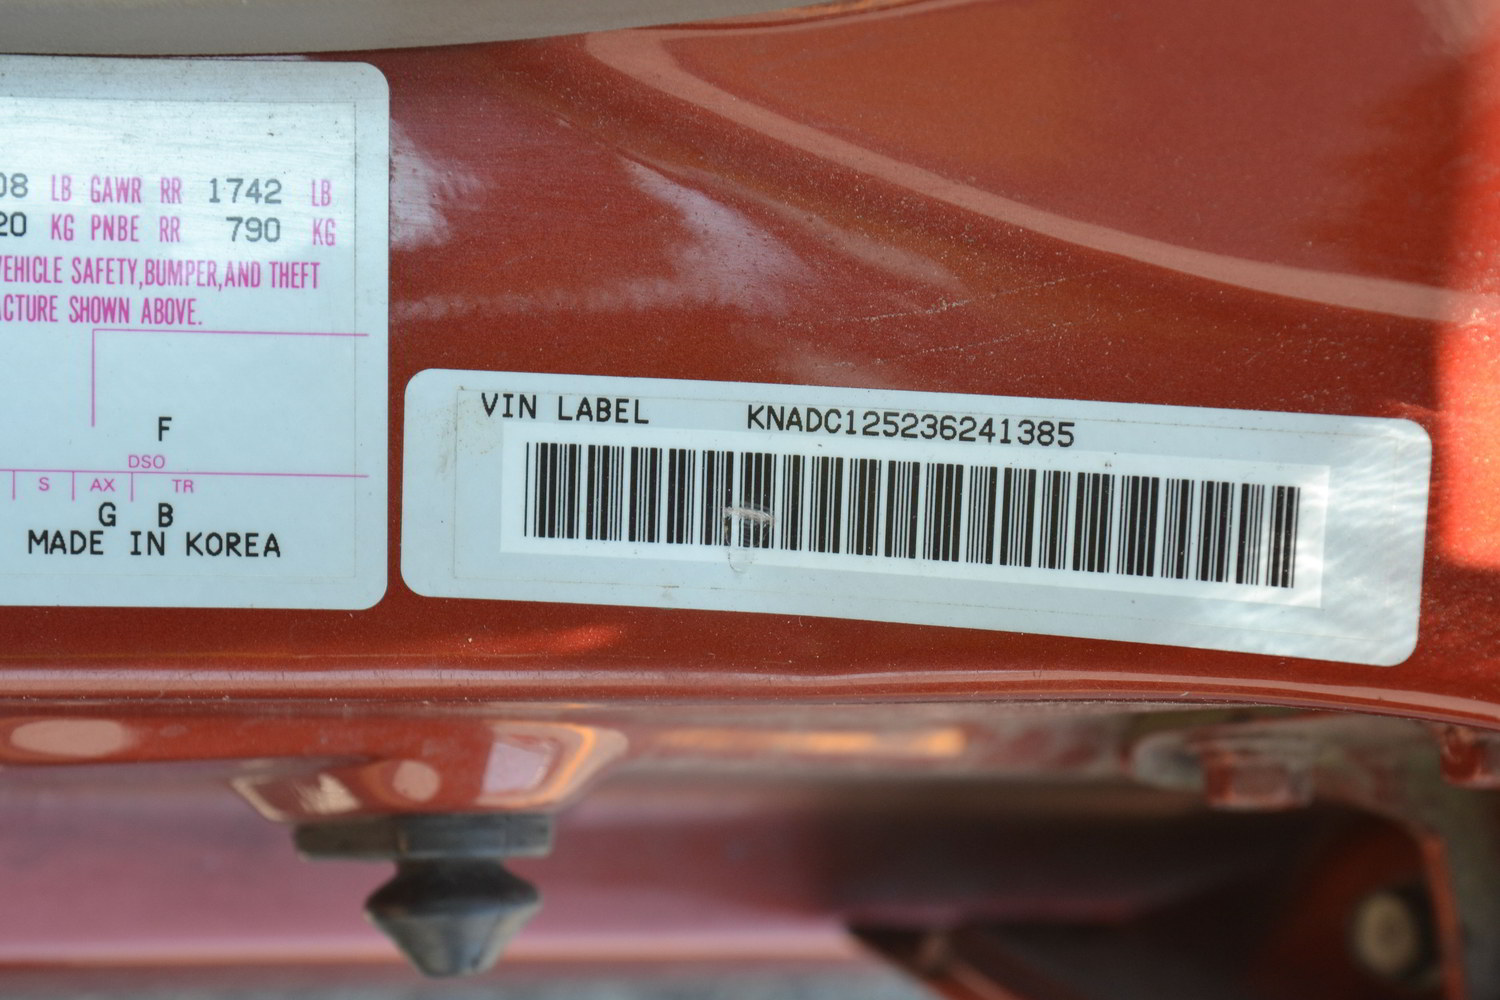 08 LB GAWR RR 1742 LB
20 KG PNBE RR 790 KG
VEHICLE SAFETY,BUMPER,AND THEFT
ACTURE SHOWN ABOVE.
F
DSO
S AX TR
G B
MADE IN KOREA
VIN LABEL KNADC125236241385